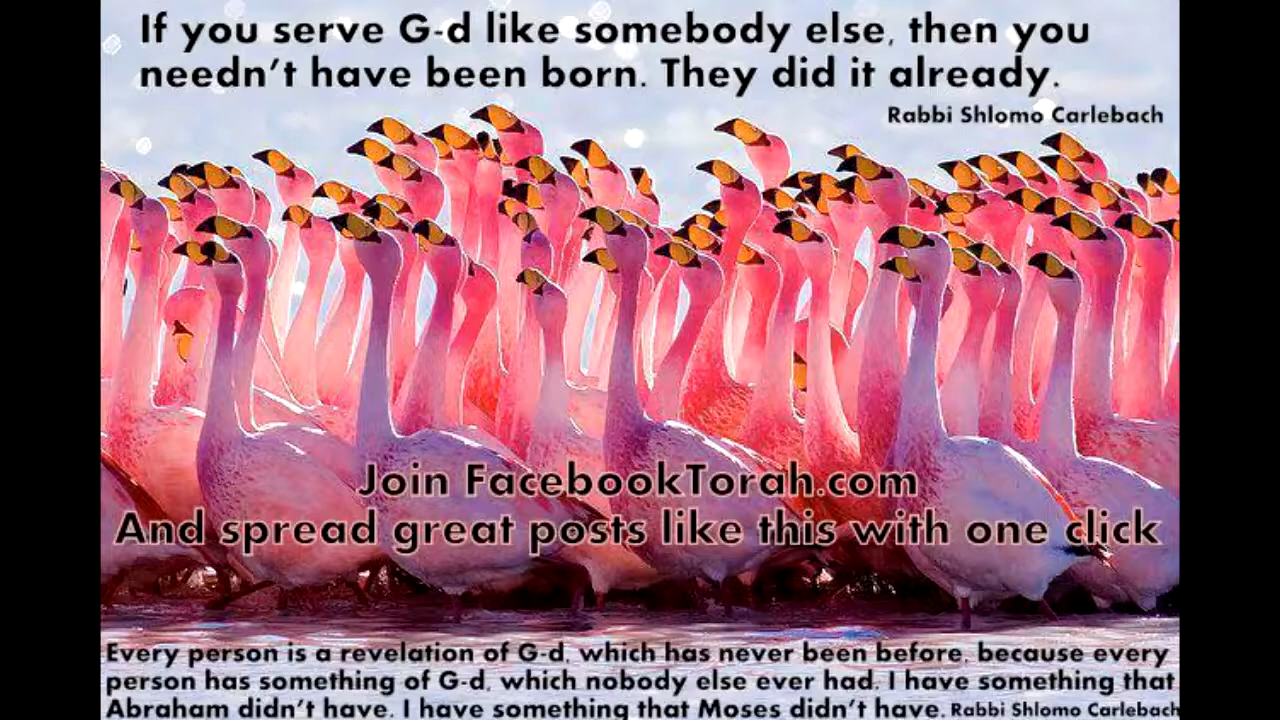 If you serve G-d like somebody else, then you
needn't have been born. They did it already.
Rabbi Shlomo Carlebach
Join FacebookTorah.com
And spread great posts like this with one click
Every person is a revelation of G-d, which has never been before, because every
person has something of G-d, which nobody else ever had. I have something that
Abraham didn't have. I have something that Moses didn't have. Rabbi Shlomo Carlebach